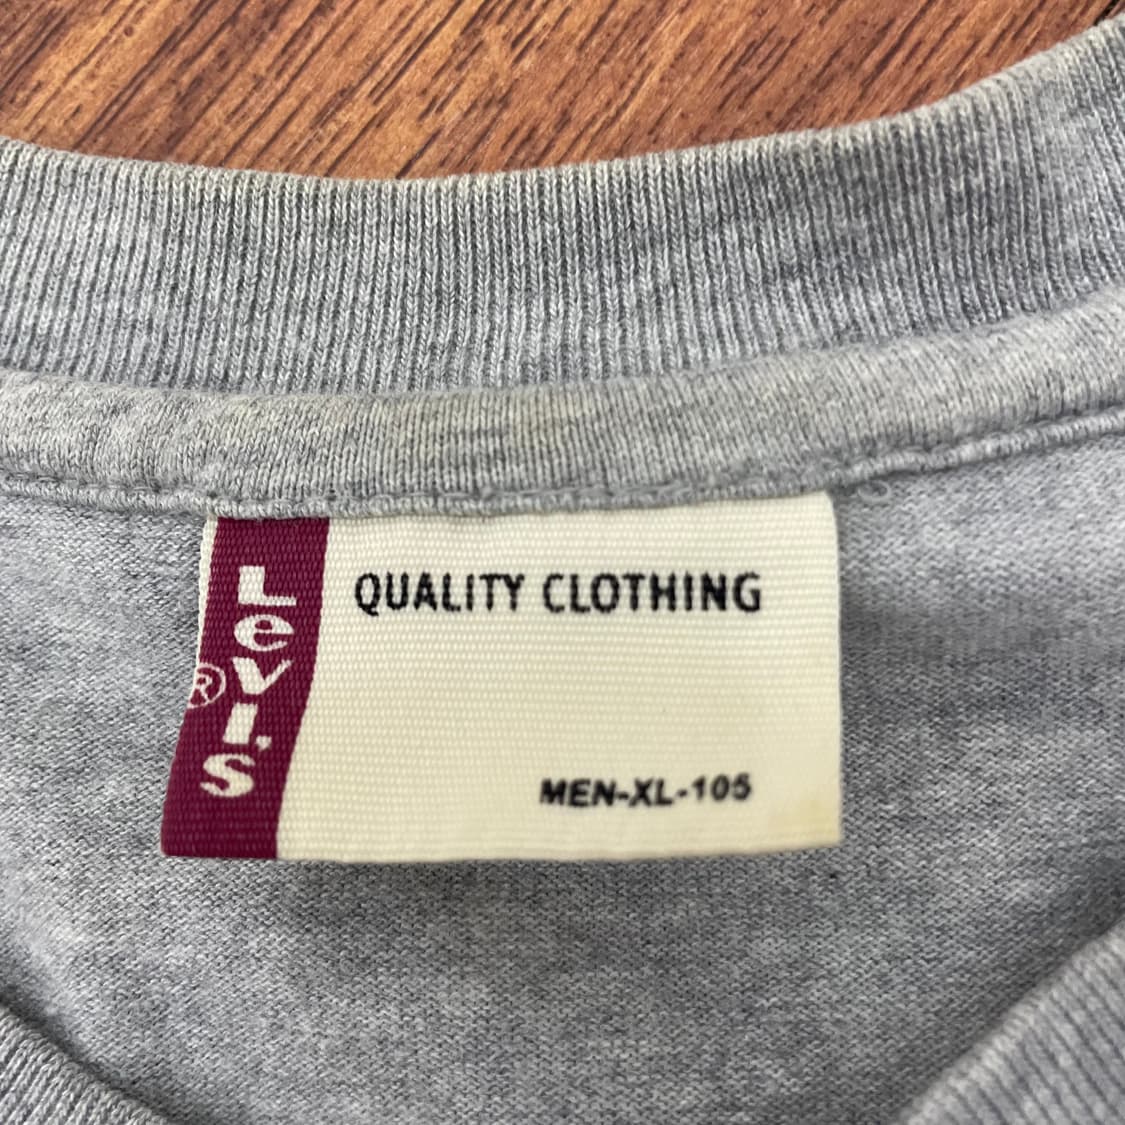 Levi's
®
QUALITY CLOTHING
MEN-XL-105